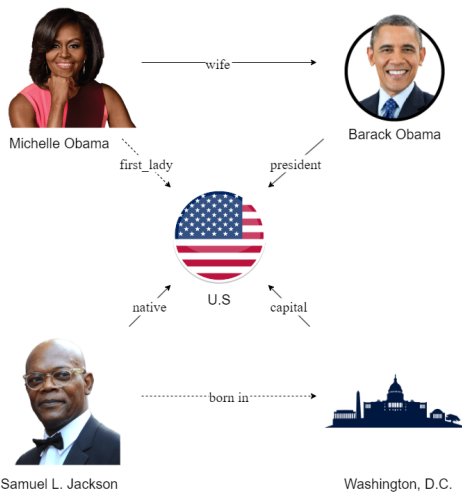 wife
Michelle Obama
Barack Obama
first_lady
president
U.S
native
capital
born in
Samuel L. Jackson
Washington, D.C.